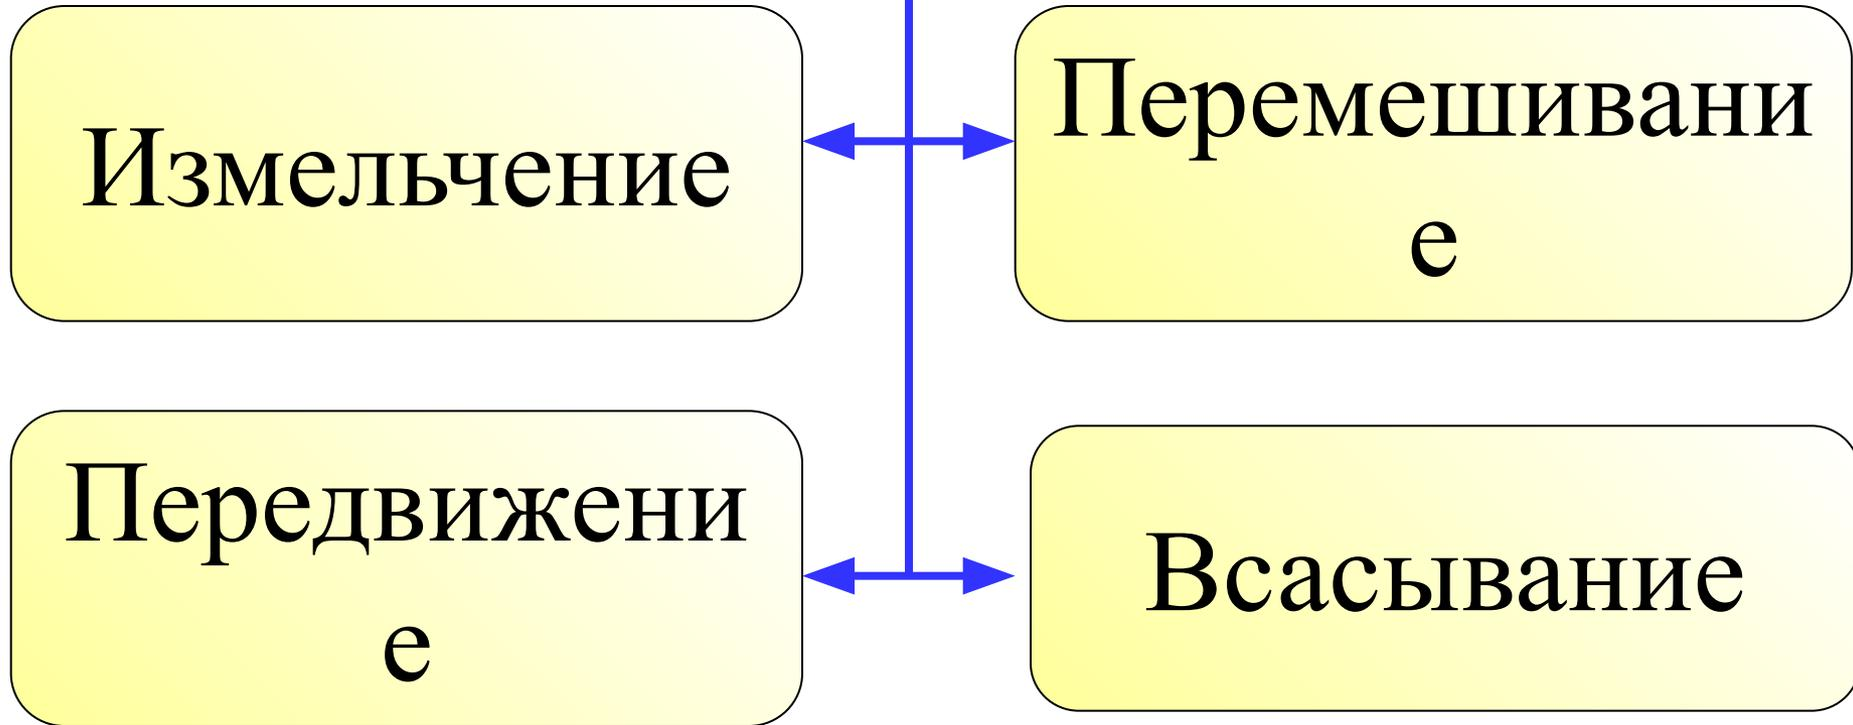 Измельчение
Перемешивани
е
Передвижени
е
Всасывание